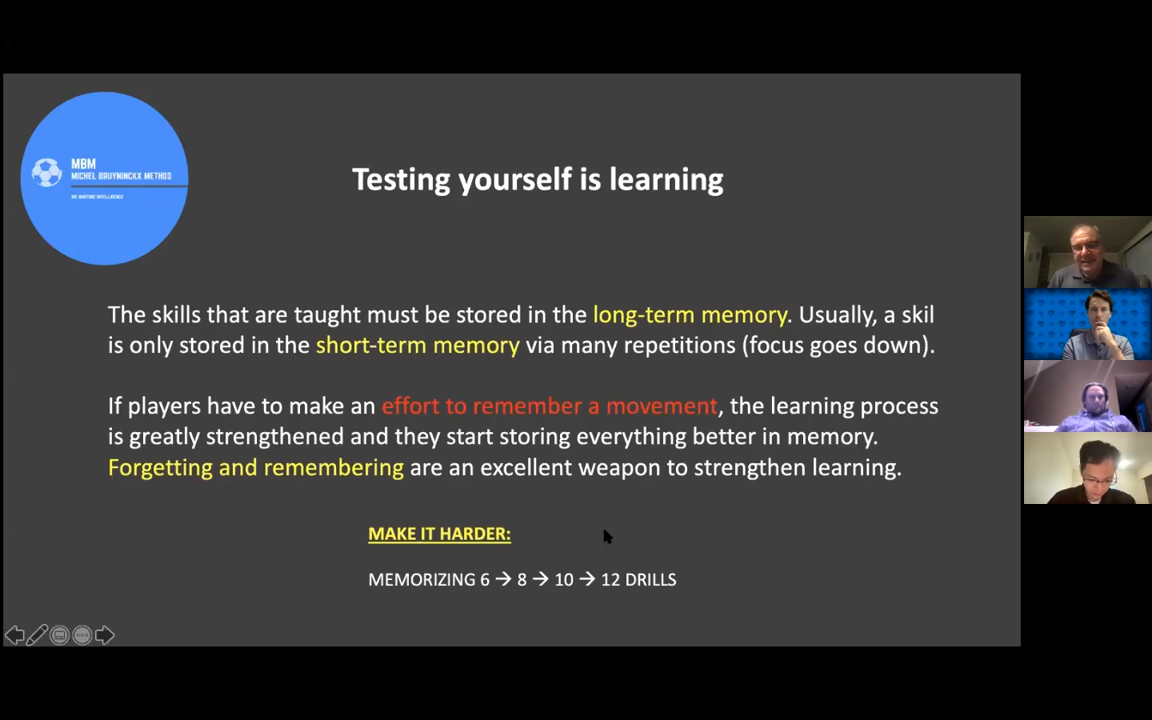 MBM
MICHEL BRUYNINCKX METHOD
Testing yourself is learning
The skills that are taught must be stored in the long-term memory. Usually, a skil
is only stored in the short-term memory via many repetitions (focus goes down).
If players have to make an effort to remember a movement, the learning process
is greatly strengthened and they start storing everything better in memory.
Forgetting and remembering are an excellent weapon to strengthen learning.
MAKE IT HARDER:
MEMORIZING 6 → 8 → 10 → 12 DRILLS